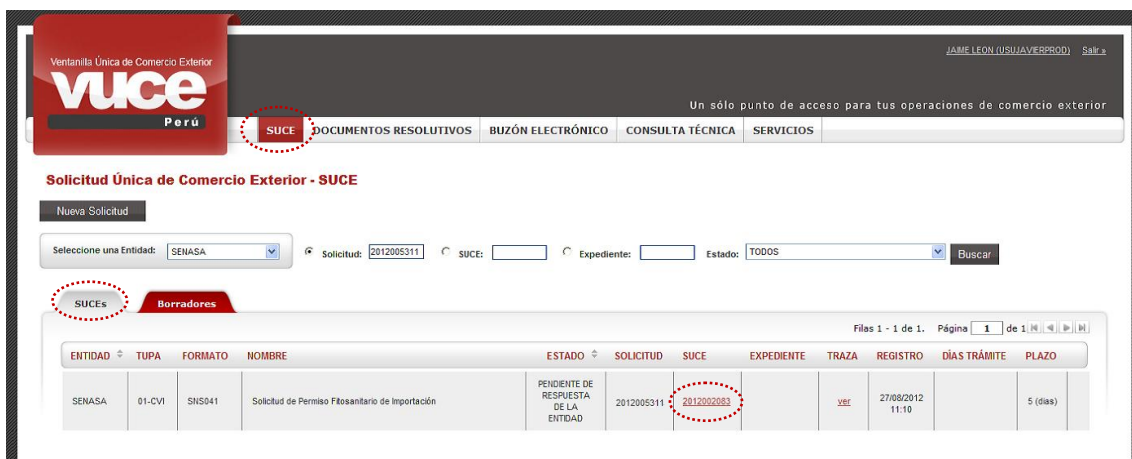 JAIME LEON (USUJAVIERPROD) Salir »
Ventanilla Única de Comercio Exterior
vuce
Perú
Un sólo punto de acceso para tus operaciones de comercio exterior
SUCE DOCUMENTOS RESOLUTIVOS BUZÓN ELECTRÓNICO CONSULTA TÉCNICA SERVICIOS
Solicitud Única de Comercio Exterior - SUCE
Nueva Solicitud
Seleccione una Entidad: SENASA Solicitud: 2012005311 SUCE: Expediente: Estado: TODOS Buscar
SUCEs Borradores
Filas 1 - 1 de 1. Página 1 de 1
ENTIDAD TUPA FORMATO NOMBRE ESTADO SOLICITUD SUCE EXPEDIENTE TRAZA REGISTRO DÍAS TRÁMITE PLAZO
SENASA 01-CVI SNS041 Solicitud de Permiso Fitosanitario de Importación PENDIENTE DE RESPUESTA DE LA ENTIDAD 2012005311 2012002083 ver 27/08/2012 11:10 5 (dias)